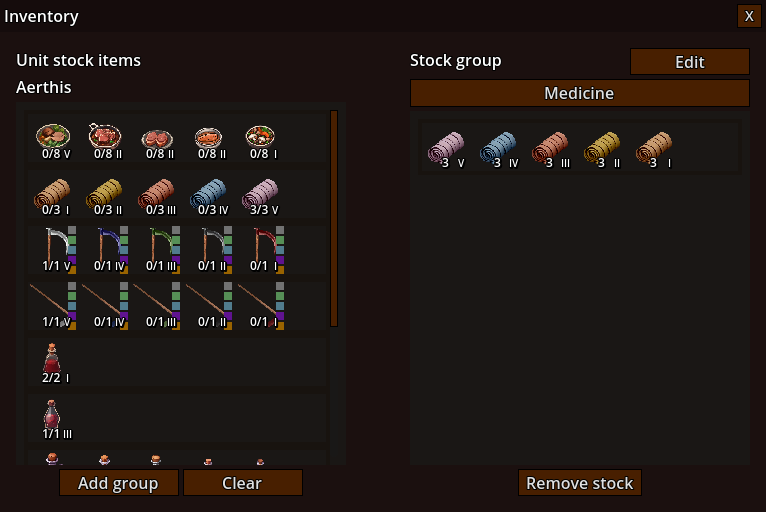 Inventory
X
Unit stock items
Aerthis
0/8 V 0/8 II 0/8 II 0/8 II 0/8 I
0/3 I 0/3 II 0/3 III 0/3 IV 3/3 V
1/1 V 0/1 IV 0/1 III 0/1 II 0/1 I
1/1 V 0/1 IV 0/1 III 0/1 II 0/1 I
2/2 I
1/1 III
Add group
Clear
Stock group
Edit
Medicine
3 V 3 IV 3 III 3 II 3 I
Remove stock